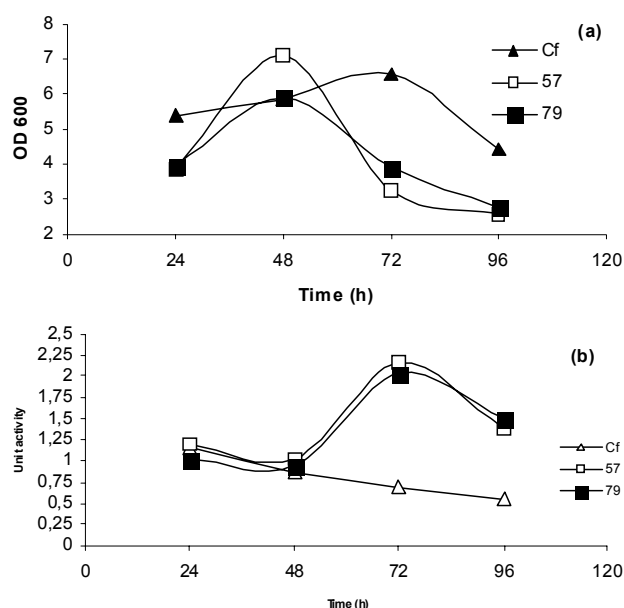 (a)
8
7
6
5
4
3
2
OD 600
Cf
57
79
0 24 48 72 96 120
Time (h)
(b)
2,5
2,25
2
1,75
1,5
1,25
1
0,75
0,5
0,25
0
Unit activity
Cf
57
79
0 24 48 72 96 120
Time (h)